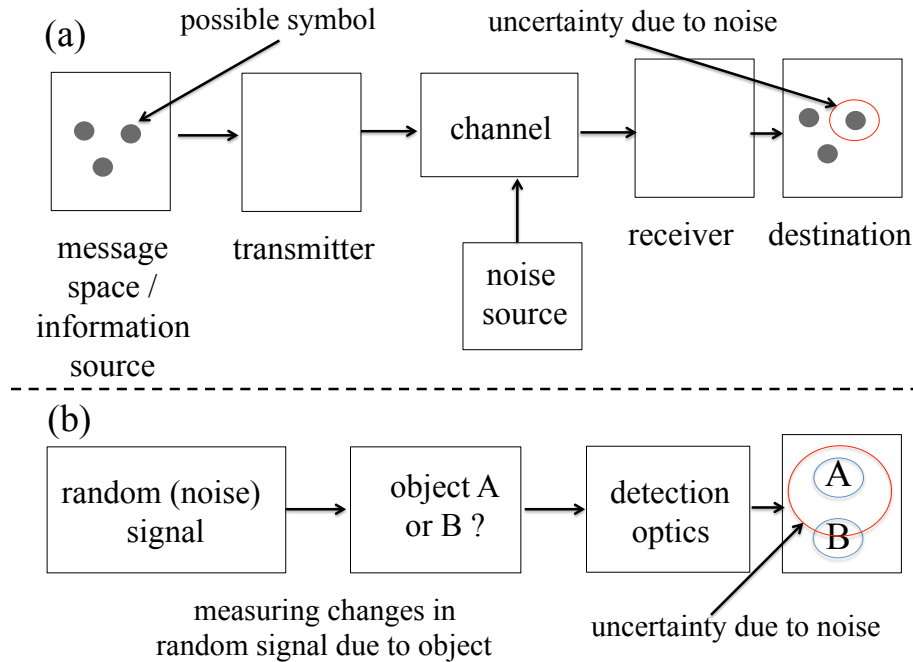 (a)
possible symbol
uncertainty due to noise
channel
message
space /
information
source
transmitter
noise
source
receiver
destination
(b)
random (noise)
signal
object A
or B ?
detection
optics
A
B
measuring changes in
random signal due to object
uncertainty due to noise